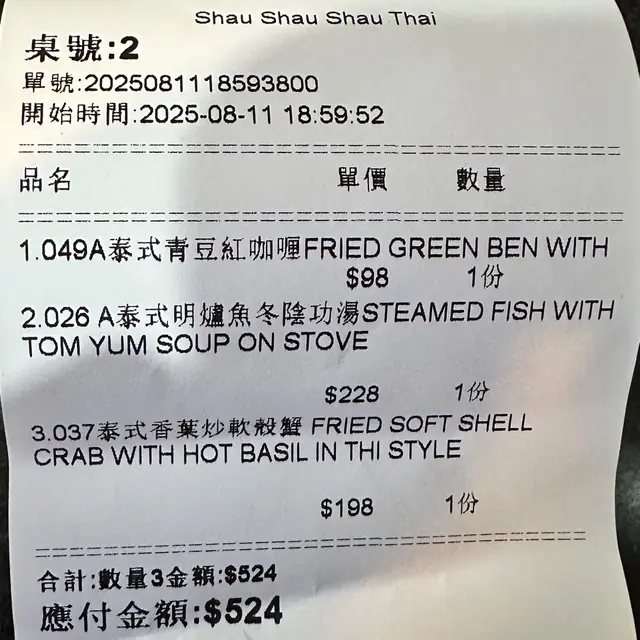 Shau Shau Shau Thai
桌號:2
單號:2025081118593800
開始時間:2025-08-11 18:59:52
品名 單價 數量
1.049A泰式青豆紅咖喱FRIED GREEN BEN WITH
$98 1份
2.026 A泰式明爐魚冬陰功湯STEAMED FISH WITH
TOM YUM SOUP ON STOVE
$228 1份
3.037泰式香葉炒軟殼蟹 FRIED SOFT SHELL
CRAB WITH HOT BASIL IN THI STYLE
$198 1份
合計:數量3金額:$524
應付金額:$524